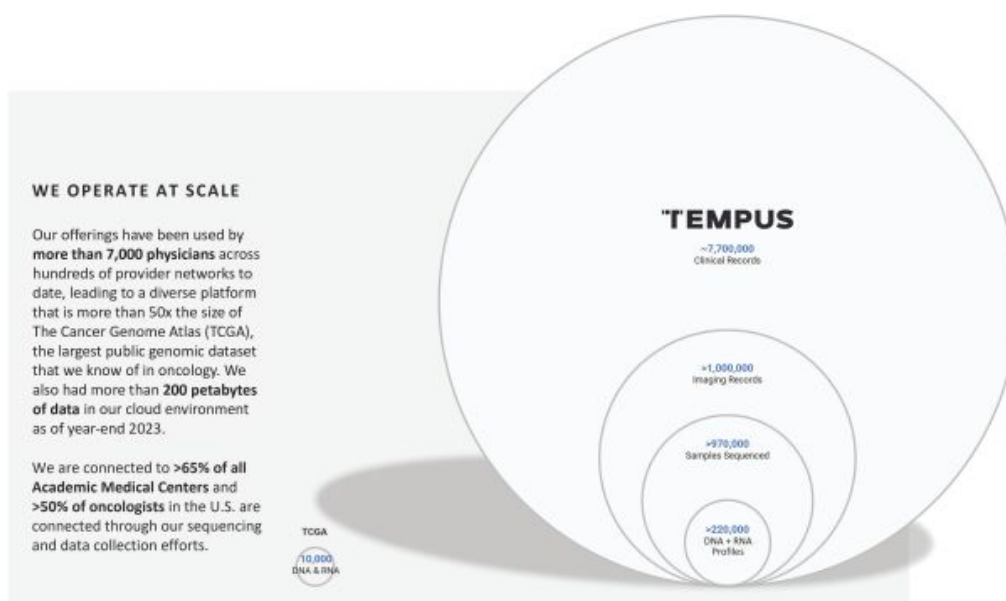 WE OPERATE AT SCALE
Our offerings have been used by
more than 7,000 physicians across
hundreds of provider networks to
date, leading to a diverse platform
that is more than 50x the size of
The Cancer Genome Atlas (TCGA),
the largest public genomic dataset
that we know of in oncology. We
also had more than 200 petabytes
of data in our cloud environment
as of year-end 2023.
We are connected to >65% of all
Academic Medical Centers and
>50% of oncologists in the U.S. are
connected through our sequencing
and data collection efforts.
TCGA
10,000
DNA & RNA
TEMPUS
~7,700,000
Clinical Records
>1,000,000
Imaging Records
>970,000
Samples Sequenced
>220,000
DNA + RNA
Profiles